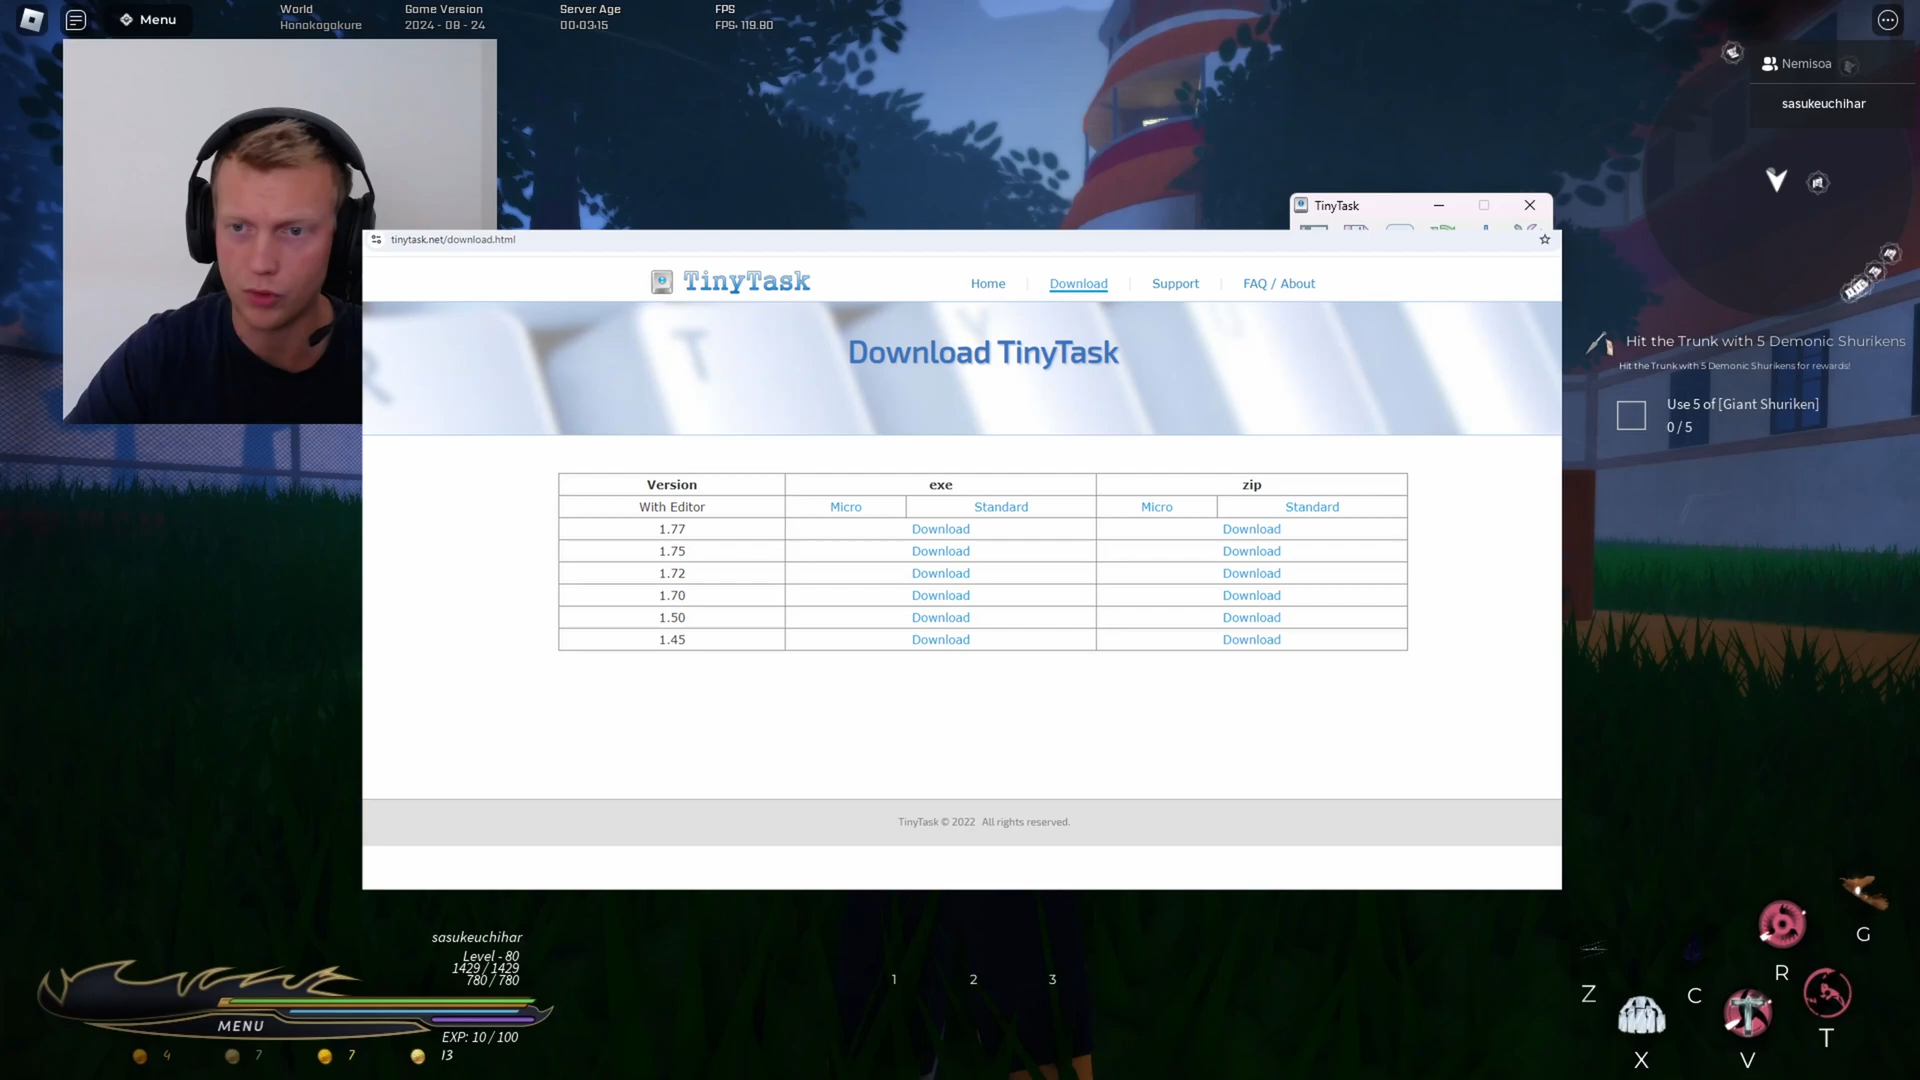 Menu
World
Honokagakure
Game Version
2024 - 08 - 24
Server Age
00:03:15
FPS
FPS: 119.80
Nemisoa
sasukeuchihar
TinyTask
tinytask.net/download.html
TinyTask
Home
Download
Support
FAQ / About
Download TinyTask
Version exe zip
With Editor Micro Standard Micro Standard
1.77 Download Download
1.75 Download Download
1.72 Download Download
1.70 Download Download
1.50 Download Download
1.45 Download Download
TinyTask © 2022 All rights reserved.
Hit the Trunk with 5 Demonic Shurikens
Hit the Trunk with 5 Demonic Shurikens for rewards!
Use 5 of [Giant Shuriken]
0 / 5
sasukeuchihar
Level - 80
1429 / 1429
780 / 780
MENU
EXP: 10 / 100
4 7 7 13
1 2 3
G
R
Z
C
T
X
V